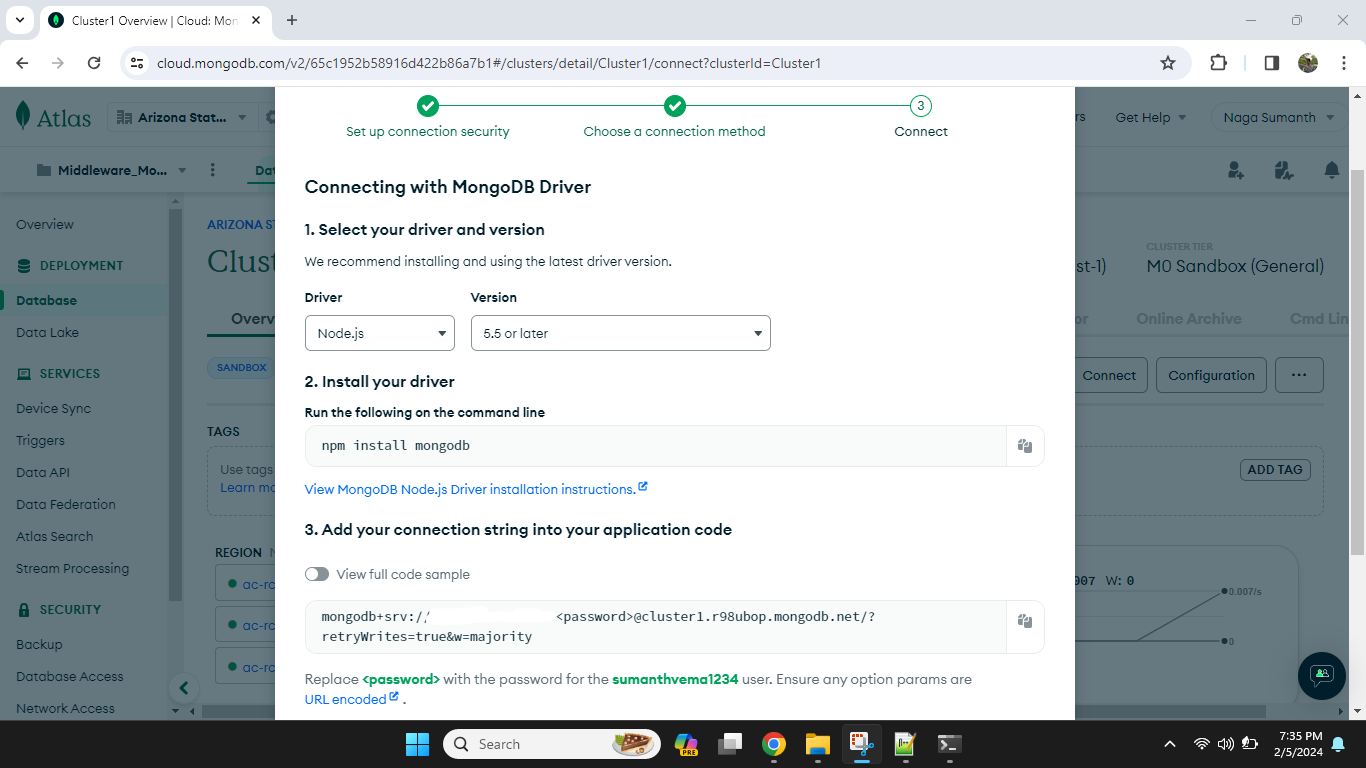 Cluster1 Overview | Cloud: Mon
cloud.mongodb.com/v2/65c1952b58916d422b86a7b1#/clusters/detail/Cluster1/connect?clusterId=Cluster1
Atlas
Arizona Stat...
Get Help
Naga Sumanth
Set up connection security
Choose a connection method
3
Connect
Middleware_Mo...
Connecting with MongoDB Driver
1. Select your driver and version
We recommend installing and using the latest driver version.
Driver
Version
Node.js
5.5 or later
2. Install your driver
Run the following on the command line
npm install mongodb
View MongoDB Node.js Driver installation instructions.
3. Add your connection string into your application code
View full code sample
mongodb+srv:// <password>@cluster1.r98ubop.mongodb.net/?
retryWrites=true&w=majority
Replace <password> with the password for the sumanthvema1234 user. Ensure any option params are
URL encoded .
Overview
DEPLOYMENT
Database
Data Lake
SERVICES
Device Sync
Triggers
Data API
Data Federation
Atlas Search
Stream Processing
SECURITY
Backup
Database Access
Network Access
ARIZONA ST
Clust
Overv
SANDBOX
TAGS
Use tags
Learn mo
REGION
ac-rc
ac-rc
ac-rc
st-1)
CLUSTER TIER
M0 Sandbox (General)
or
Online Archive
Cmd Lin
Connect
Configuration
...
ADD TAG
007 W: 0
0.007/s
0
Search
PRE
7:35 PM
2/5/2024